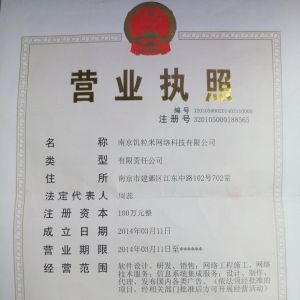 营业执照
编 号 320105000201402110005
注 册 号 320105000188565
名 称 南京饥粒米网络科技有限公司
类 型 有限责任公司
住 所 南京市建邺区江东中路102号702室
法定代表人 周蕊
注 册 资 本 100万元整
成 立 日 期 2014年03月11日
营 业 期 限 2014年03月11日至******
经 营 范 围 软件设计、研发、销售；网络工程施工、网络
技术服务；信息系统集成服务；设计、制作、
代理、发布国内各类广告。（依法须经批准的
项目，经相关部门批准后方可开展经营活动）